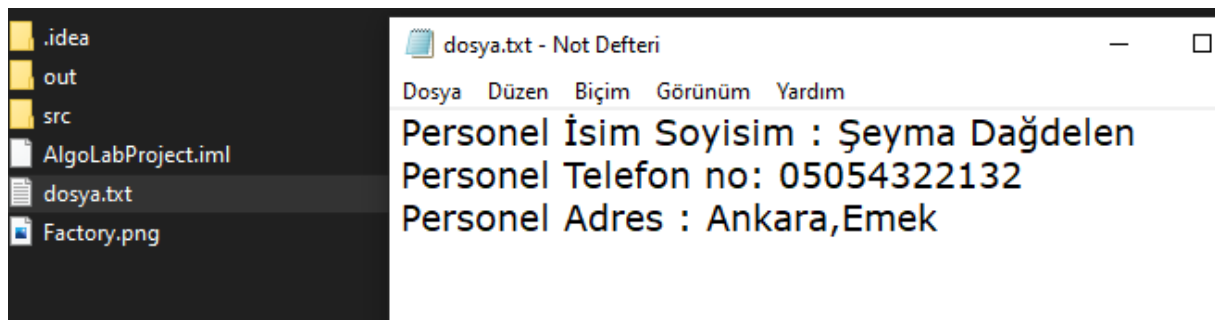 .idea
out
src
AlgoLabProject.iml
dosya.txt
Factory.png
dosya.txt - Not Defteri
Dosya Düzen Biçim Görünüm Yardım
Personel İsim Soyisim : Şeyma Dağdelen
Personel Telefon no: 05054322132
Personel Adres : Ankara,Emek